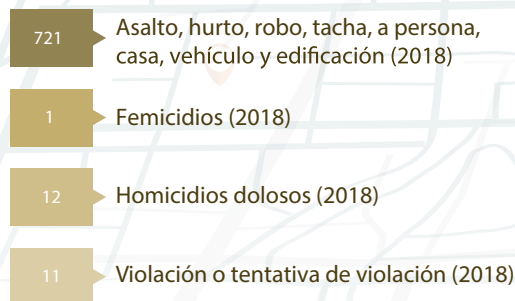 721
Asalto, hurto, robo, tacha, a persona,
casa, vehículo y edificación (2018)
1
Femicidios (2018)
12
Homicidios dolosos (2018)
11
Violación o tentativa de violación (2018)